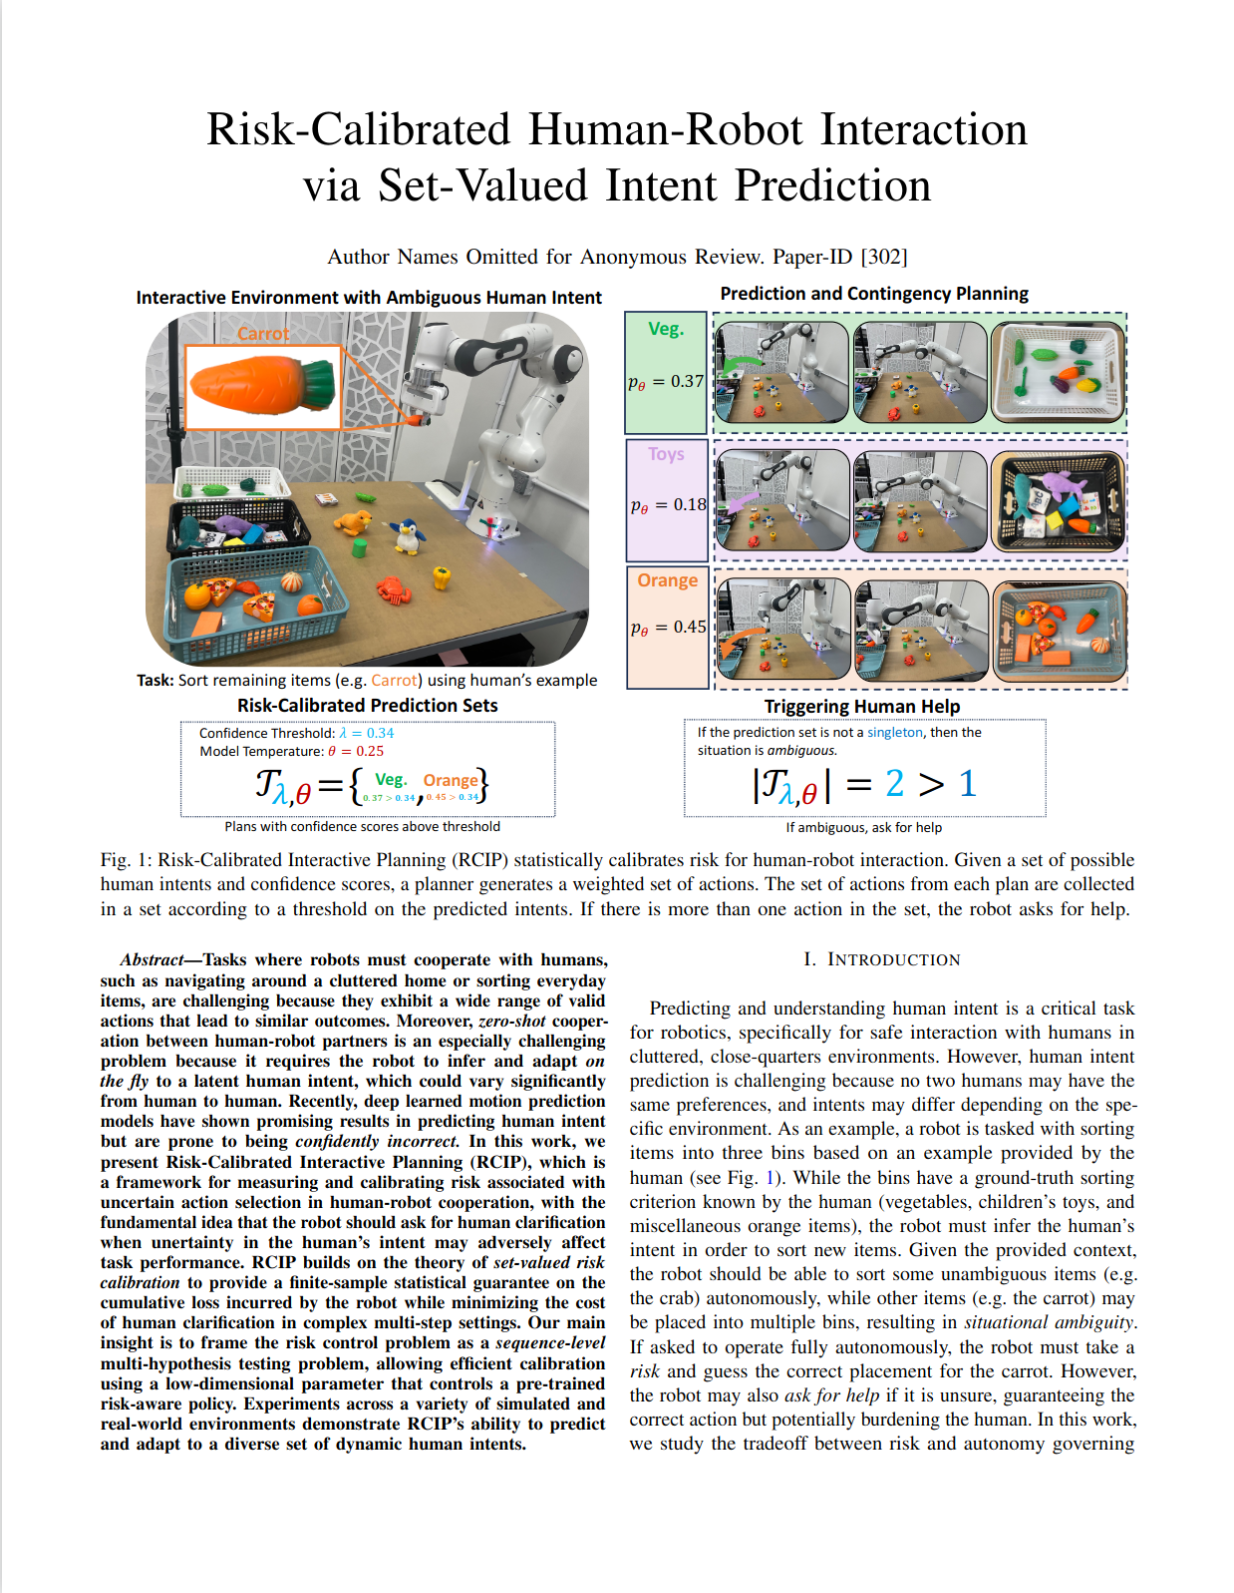 Risk-Calibrated Human-Robot Interaction
via Set-Valued Intent Prediction
Author Names Omitted for Anonymous Review. Paper-ID [302]
Interactive Environment with Ambiguous Human Intent
Carrot
Task: Sort remaining items (e.g. Carrot) using human's example
Prediction and Contingency Planning
Veg.
pθ = 0.37
Toys
pθ = 0.18
Orange
pθ = 0.45
Risk-Calibrated Prediction Sets
Confidence Threshold: λ = 0.34
Model Temperature: θ = 0.25
𝒯λ,θ = { Veg. , Orange }
0.37 > 0.34 0.45 > 0.34
Plans with confidence scores above threshold
Triggering Human Help
If the prediction set is not a singleton, then the
situation is ambiguous.
|𝒯λ,θ| = 2 > 1
If ambiguous, ask for help
Fig. 1: Risk-Calibrated Interactive Planning (RCIP) statistically calibrates risk for human-robot interaction. Given a set of possible
human intents and confidence scores, a planner generates a weighted set of actions. The set of actions from each plan are collected
in a set according to a threshold on the predicted intents. If there is more than one action in the set, the robot asks for help.
Abstract—Tasks where robots must cooperate with humans,
such as navigating around a cluttered home or sorting everyday
items, are challenging because they exhibit a wide range of valid
actions that lead to similar outcomes. Moreover, zero-shot cooper-
ation between human-robot partners is an especially challenging
problem because it requires the robot to infer and adapt on
the fly to a latent human intent, which could vary significantly
from human to human. Recently, deep learned motion prediction
models have shown promising results in predicting human intent
but are prone to being confidently incorrect. In this work, we
present Risk-Calibrated Interactive Planning (RCIP), which is
a framework for measuring and calibrating risk associated with
uncertain action selection in human-robot cooperation, with the
fundamental idea that the robot should ask for human clarification
when unertainty in the human's intent may adversely affect
task performance. RCIP builds on the theory of set-valued risk
calibration to provide a finite-sample statistical guarantee on the
cumulative loss incurred by the robot while minimizing the cost
of human clarification in complex multi-step settings. Our main
insight is to frame the risk control problem as a sequence-level
multi-hypothesis testing problem, allowing efficient calibration
using a low-dimensional parameter that controls a pre-trained
risk-aware policy. Experiments across a variety of simulated and
real-world environments demonstrate RCIP's ability to predict
and adapt to a diverse set of dynamic human intents.
I. INTRODUCTION
Predicting and understanding human intent is a critical task
for robotics, specifically for safe interaction with humans in
cluttered, close-quarters environments. However, human intent
prediction is challenging because no two humans may have the
same preferences, and intents may differ depending on the spe-
cific environment. As an example, a robot is tasked with sorting
items into three bins based on an example provided by the
human (see Fig. 1). While the bins have a ground-truth sorting
criterion known by the human (vegetables, children's toys, and
miscellaneous orange items), the robot must infer the human's
intent in order to sort new items. Given the provided context,
the robot should be able to sort some unambiguous items (e.g.
the crab) autonomously, while other items (e.g. the carrot) may
be placed into multiple bins, resulting in situational ambiguity.
If asked to operate fully autonomously, the robot must take a
risk and guess the correct placement for the carrot. However,
the robot may also ask for help if it is unsure, guaranteeing the
correct action but potentially burdening the human. In this work,
we study the tradeoff between risk and autonomy governing